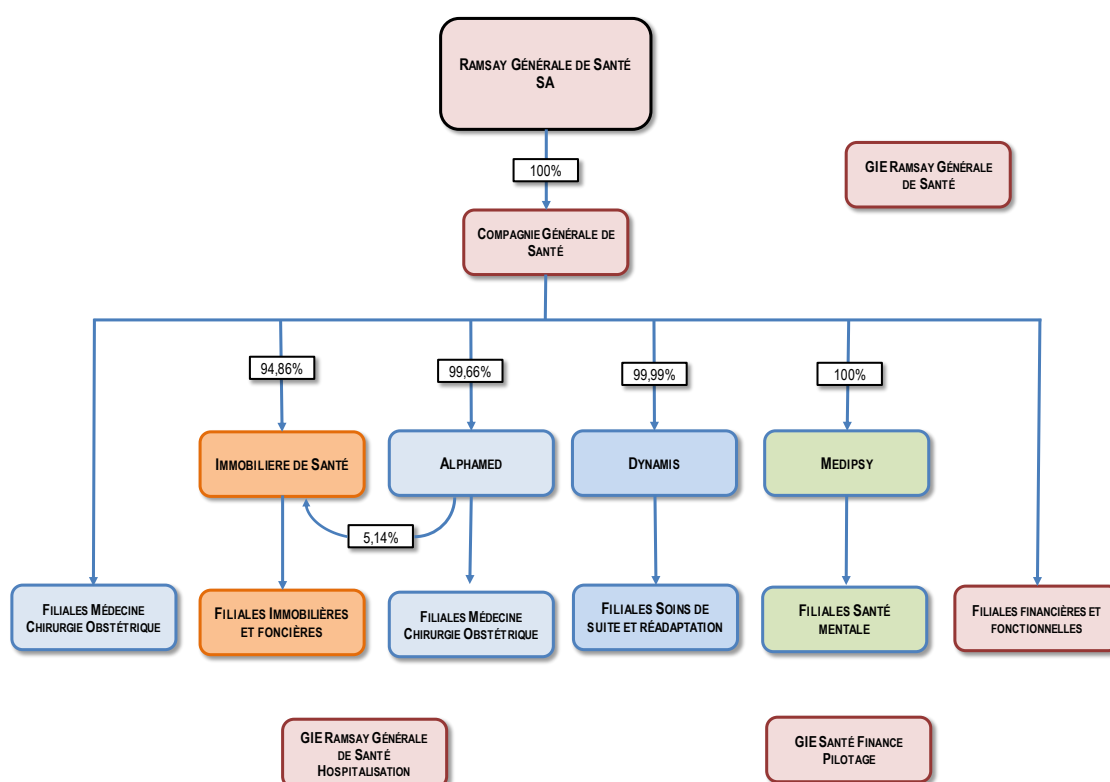 RAMSAY GÉNÉRALE DE SANTÉ
SA
100%
GIE RAMSAY GÉNÉRALE
DE SANTÉ
COMPAGNIE GÉNÉRALE DE
SANTÉ
94,86%
99,66%
99,99%
100%
IMMOBILIERE DE SANTÉ
ALPHAMED
DYNAMIS
MEDIPSY
5,14%
FILIALES MÉDECINE
CHIRURGIE OBSTÉTRIQUE
FILIALES IMMOBILIÈRES
ET FONCIÈRES
FILIALES MÉDECINE
CHIRURGIE OBSTÉTRIQUE
FILIALES SOINS DE
SUITE ET RÉADAPTATION
FILIALES SANTÉ
MENTALE
FILIALES FINANCIÈRES ET
FONCTIONNELLES
GIE RAMSAY GÉNÉRALE
DE SANTÉ
HOSPITALISATION
GIE SANTÉ FINANCE
PILOTAGE